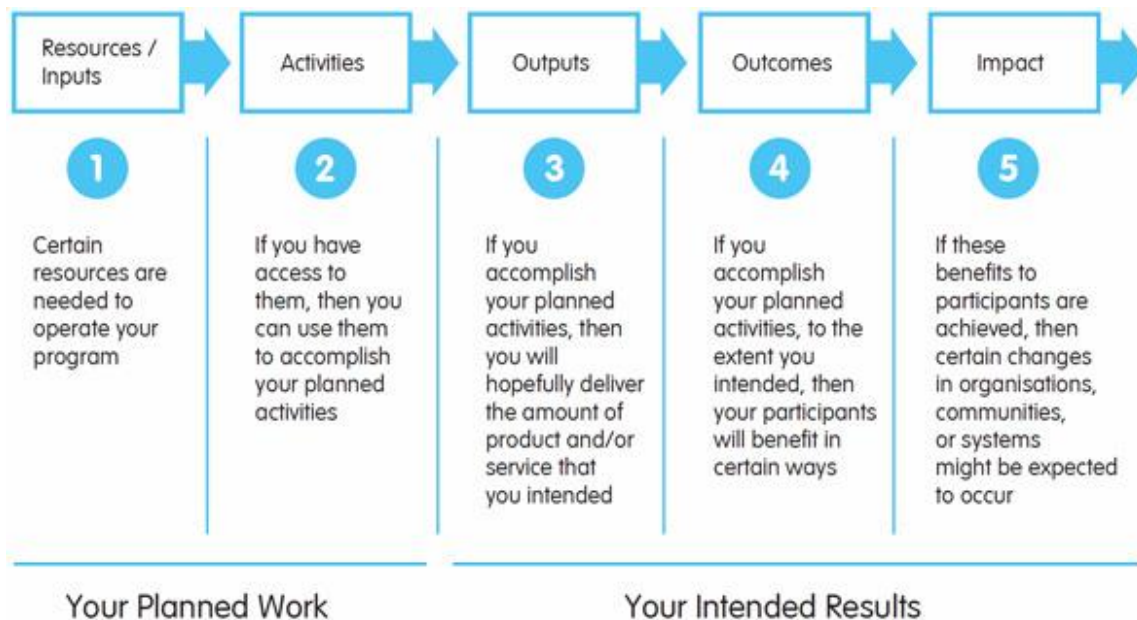 Resources /
Inputs
Activities
Outputs
Outcomes
Impact
1
2
3
4
5
Certain
resources are
needed to
operate your
program
If you have
access to
them, then you
can use them
to accomplish
your planned
activities
If you
accomplish
your planned
activities, then
you will
hopefully deliver
the amount of
product and/or
service that
you intended
If you
accomplish
your planned
activities, to the
extent you
intended, then
your participants
will benefit in
certain ways
If these
benefits to
participants are
achieved, then
certain changes
in organisations,
communities,
or systems
might be expected
to occur
Your Planned Work
Your Intended Results